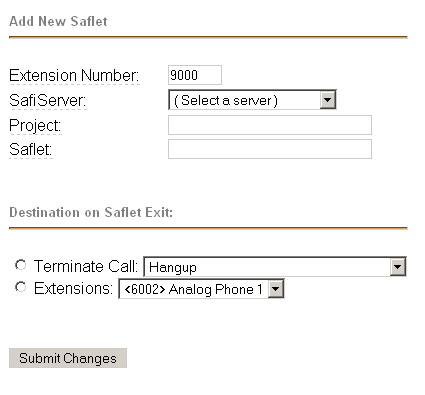 Add New Saflet
Extension Number: 9000
SafiServer: (Select a server)
Project:
Saflet:
Destination on Saflet Exit:
Terminate Call: Hangup
Extensions: <6002> Analog Phone 1
Submit Changes